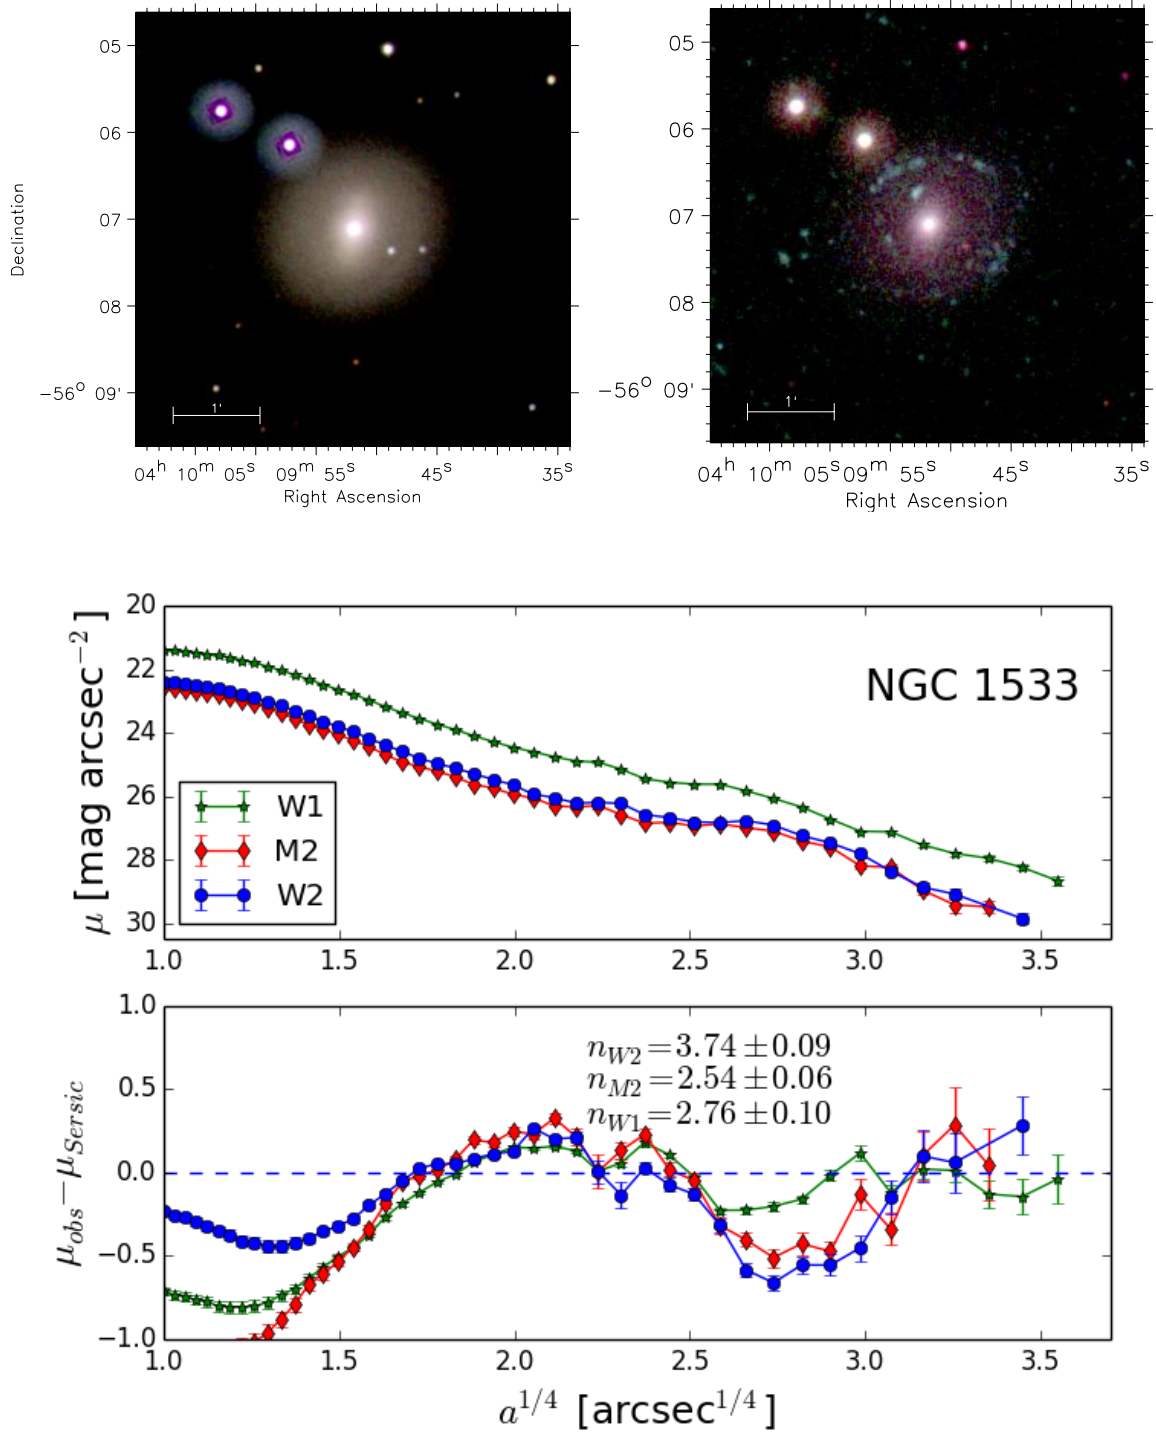 05
06
07
08
−56° 09'
1'
04ʰ 10ᵐ 05ˢ 09ᵐ 55ˢ 45ˢ 35ˢ
Right Ascension
Declination
05
06
07
08
−56° 09'
1'
04ʰ 10ᵐ 05ˢ 09ᵐ 55ˢ 45ˢ 35ˢ
Right Ascension
20
22
24
26
28
30
μ [mag arcsec⁻²]
NGC 1533
W1
M2
W2
1.0 1.5 2.0 2.5 3.0 3.5
1.0
0.5
0.0
−0.5
−1.0
μ_obs−μ_Sersic
n_W2=3.74±0.09
n_M2=2.54±0.06
n_W1=2.76±0.10
1.0 1.5 2.0 2.5 3.0 3.5
a^1/4 [arcsec^1/4]